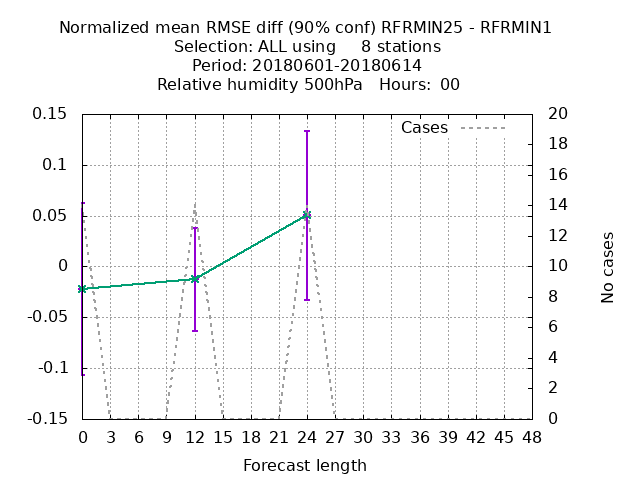 Normalized mean RMSE diff (90% conf) RFRMIN25 - RFRMIN1
Selection: ALL using     8 stations
Period: 20180601-20180614
Relative humidity 500hPa   Hours:  00
Cases
0.15
0.1
0.05
0
-0.05
-0.1
-0.15
20
18
16
14
12
10
8
6
4
2
0
No cases
0 3 6 9 12 15 18 21 24 27 30 33 36 39 42 45 48
Forecast length